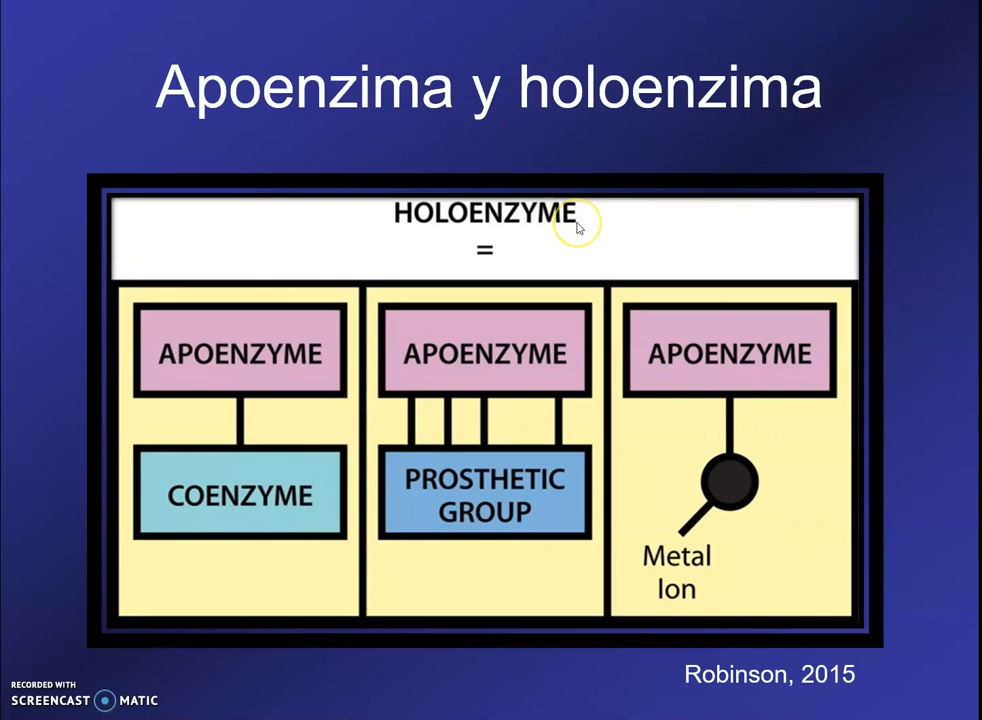 Apoenzima y holoenzima
HOLOENZYME
=
APOENZYME
COENZYME
APOENZYME
PROSTHETIC
GROUP
APOENZYME
Metal
Ion
Robinson, 2015
RECORDED WITH
SCREENCAST MATIC